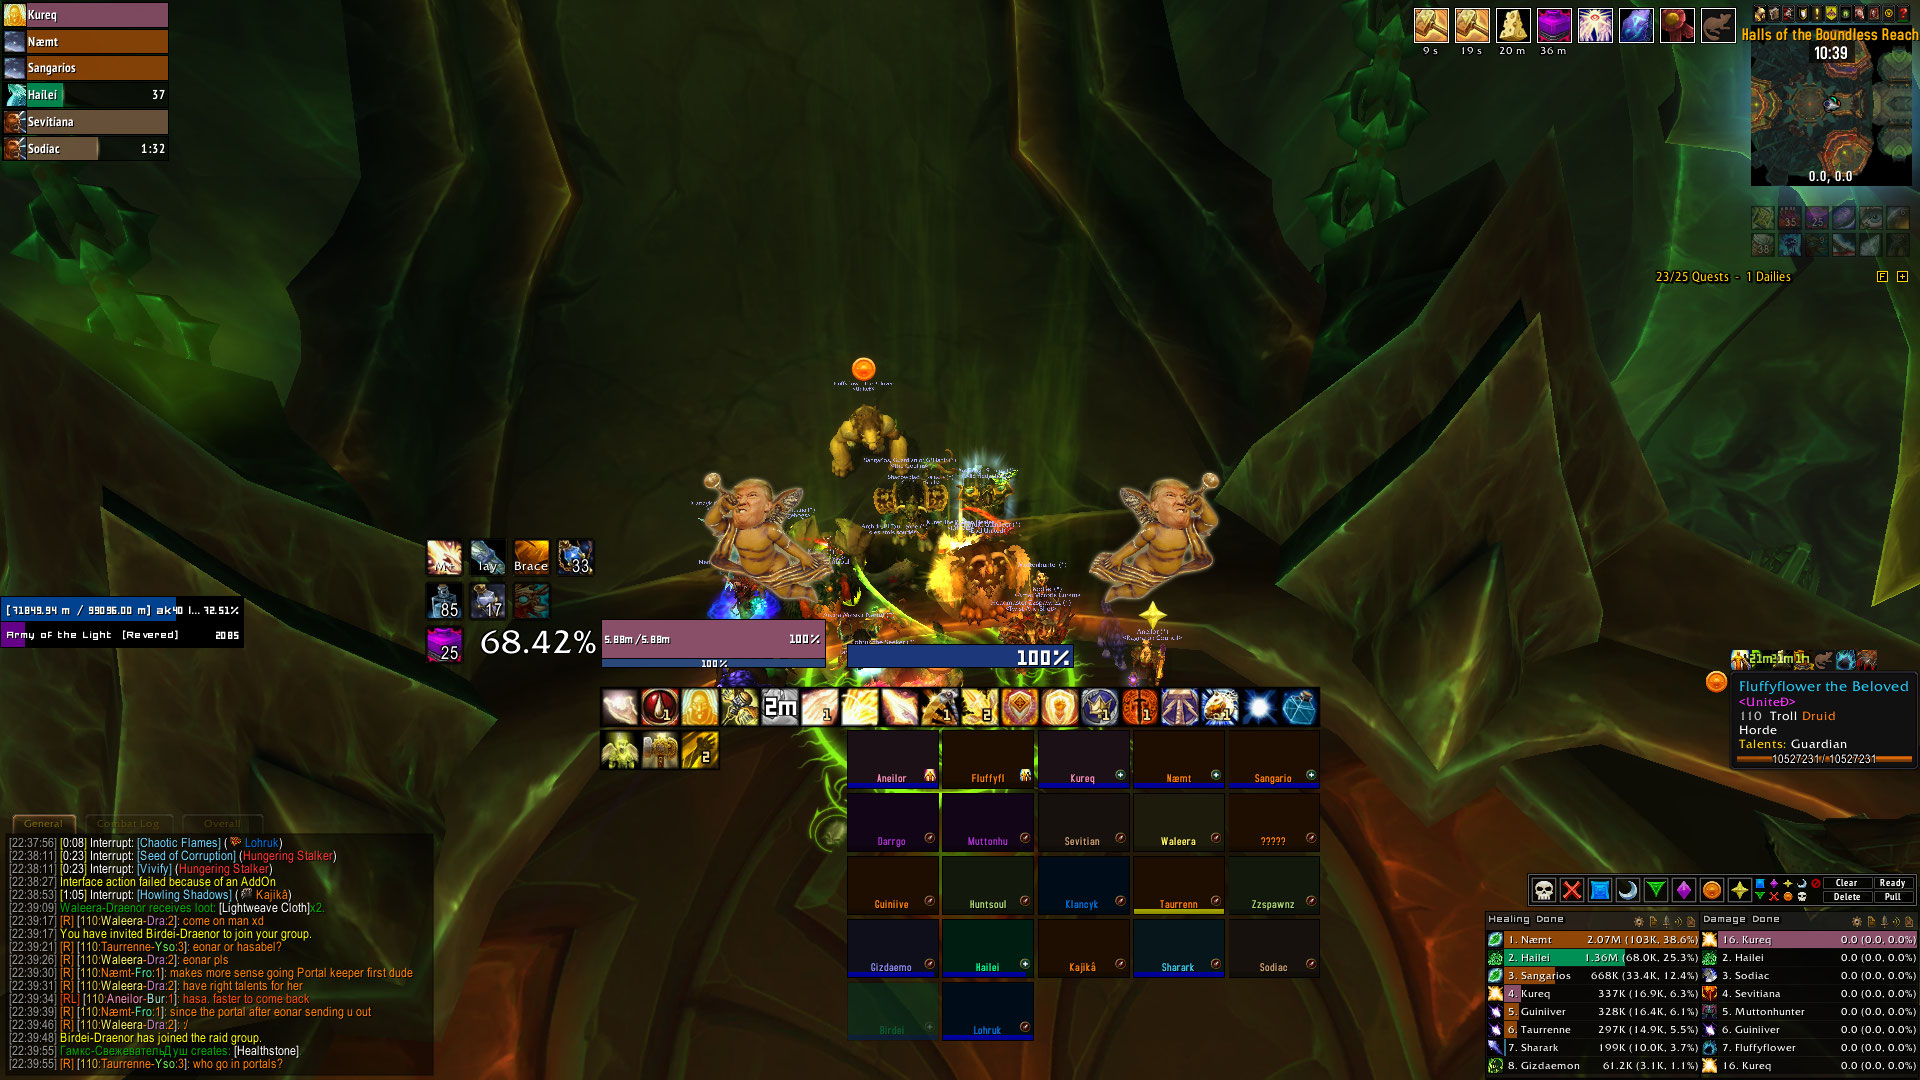 Kureq
Næmt
Sangarios
Hailei 37
Sevitiana
Sodiac 1:32
9 s 19 s 20 m 36 m
Halls of the Boundless Reach
10:39
0.0, 0.0
23/25 Quests - 1 Dailies
Brace
33
85
17
25
68.42%
5.88m/5.88m 100%
100%
100%
[71849.94 m / 99096.00 m] 72.51%
Army of the Light [Revered] 2085
2m
1
1
2
1
1
1
2
Fluffyflower the Beloved
<UniteĐ>
110 Troll Druid
Horde
Talents: Guardian
10527231 / 10527231
Aneilor
Fluffyfl
Kureq
Næmt
Sangario
Darrgo
Muttonhu
Sevitian
Waleera
?????
Guiniive
Huntsoul
Klancyk
Taurrenn
Zzspawnz
Gizdaemo
Hailei
Kajikâ
Sharark
Sodiac
Birdei
Lohruk
General Combat Log Overall
[22:37:56] [0:08] Interrupt: [Chaotic Flames] (Lohruk)
[22:38:11] [0:23] Interrupt: [Seed of Corruption] (Hungering Stalker)
[22:38:11] [0:23] Interrupt: [Vivify] (Hungering Stalker)
[22:38:27] Interface action failed because of an AddOn
[22:38:53] [1:05] Interrupt: [Howling Shadows] (Kajikâ)
[22:39:09] Waleera-Draenor receives loot: [Lightweave Cloth]x2.
[22:39:17] [R] [110:Waleera-Dra:2]: come on man xd
[22:39:17] You have invited Birdei-Draenor to join your group.
[22:39:21] [R] [110:Taurrenne-Yso:3]: eonar or hasabel?
[22:39:26] [R] [110:Waleera-Dra:2]: eonar pls
[22:39:30] [R] [110:Næmt-Fro:1]: makes more sense going Portal keeper first dude
[22:39:31] [R] [110:Waleera-Dra:2]: have right talents for her
[22:39:34] [RL] [110:Aneilor-Bur:1]: hasa. faster to come back
[22:39:39] [R] [110:Næmt-Fro:1]: since the portal after eonar sending u out
[22:39:46] [R] [110:Waleera-Dra:2]: :/
[22:39:48] Birdei-Draenor has joined the raid group.
[22:39:55] Гамкс-СвежевательДуш creates: [Healthstone].
[22:39:55] [R] [110:Taurrenne-Yso:3]: who go in portals?
Clear Ready
Delete Pull
Healing Done
1. Næmt 2.07M (103K, 38.6%)
2. Hailei 1.36M (68.0K, 25.3%)
3. Sangarios 668K (33.4K, 12.4%)
4. Kureq 337K (16.9K, 6.3%)
5. Guiniiver 328K (16.4K, 6.1%)
6. Taurrenne 297K (14.9K, 5.5%)
7. Sharark 199K (10.0K, 3.7%)
8. Gizdaemon 61.2K (3.1K, 1.1%)
Damage Done
16. Kureq 0.0 (0.0, 0.0%)
2. Hailei 0.0 (0.0, 0.0%)
3. Sodiac 0.0 (0.0, 0.0%)
4. Sevitiana 0.0 (0.0, 0.0%)
5. Muttonhunter 0.0 (0.0, 0.0%)
6. Guiniiver 0.0 (0.0, 0.0%)
7. Fluffyflower 0.0 (0.0, 0.0%)
16. Kureq 0.0 (0.0, 0.0%)